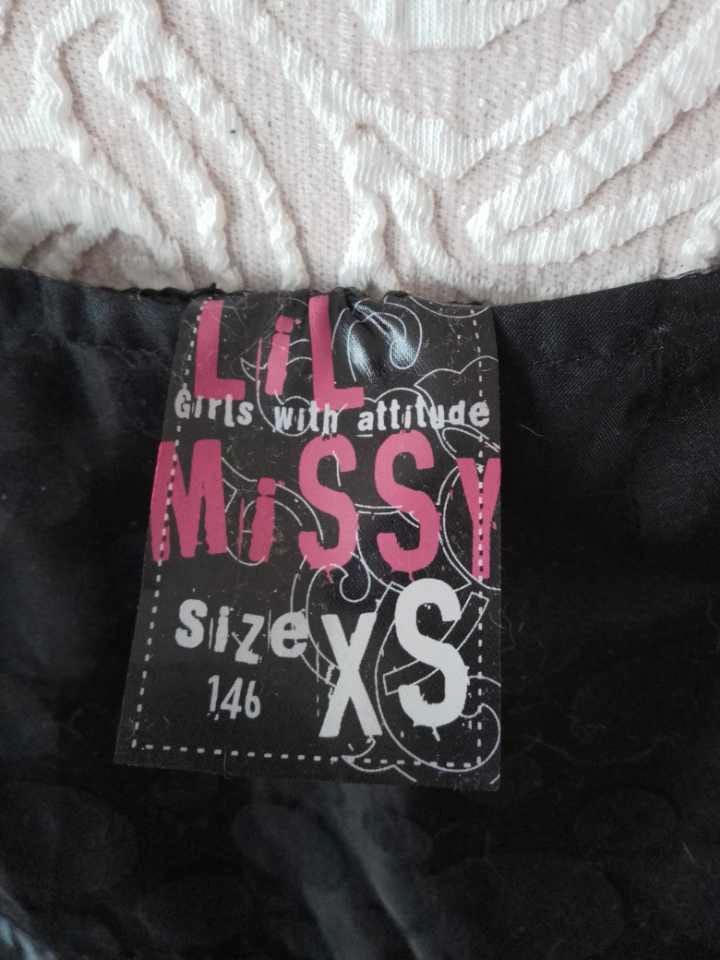 LiL
Girls with attitude
MiSSY
Size XS
146